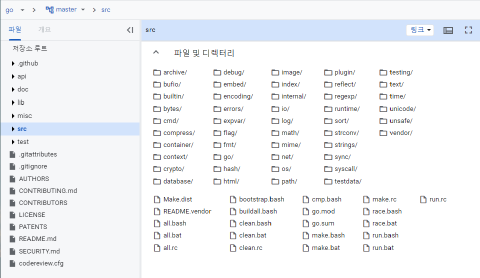 go master src
파일 개요
저장소 루트
.github
api
doc
lib
misc
src
test
.gitattributes
.gitignore
AUTHORS
CONTRIBUTING.md
CONTRIBUTORS
LICENSE
PATENTS
README.md
SECURITY.md
codereview.cfg
src 링크
파일 및 디렉터리
archive/ debug/ image/ plugin/ testing/
bufio/ embed/ index/ reflect/ text/
builtin/ encoding/ internal/ regexp/ time/
bytes/ errors/ io/ runtime/ unicode/
cmd/ expvar/ log/ sort/ unsafe/
compress/ flag/ math/ strconv/ vendor/
container/ fmt/ mime/ strings/
context/ go/ net/ sync/
crypto/ hash/ os/ syscall/
database/ html/ path/ testdata/
Make.dist bootstrap.bash cmp.bash make.rc run.rc
README.vendor buildall.bash go.mod race.bash
all.bash clean.bash go.sum race.bat
all.bat clean.bat make.bash run.bash
all.rc clean.rc make.bat run.bat